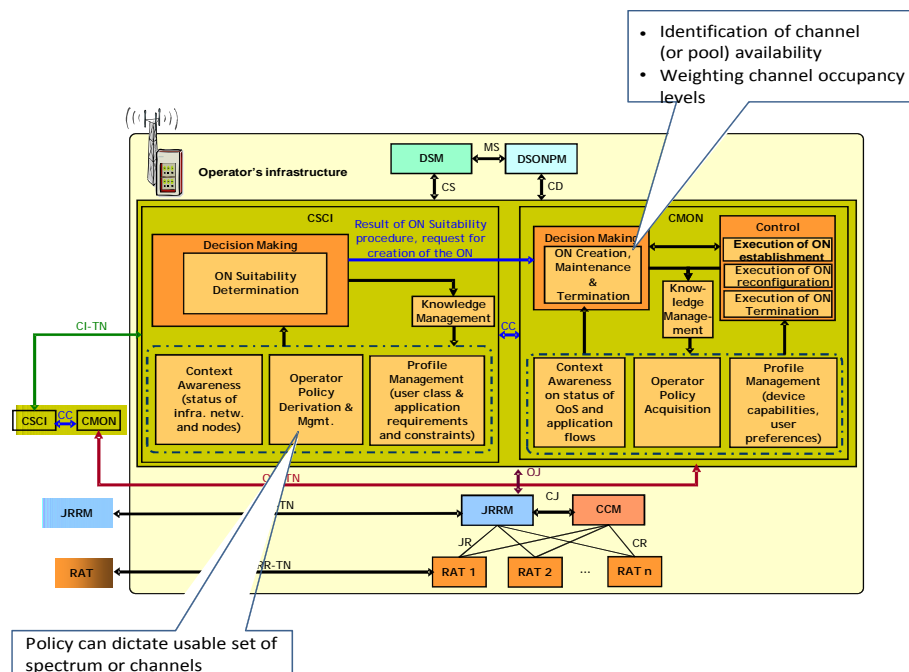 • Identification of channel
(or pool) availability
• Weighting channel occupancy
levels
Operator's infrastructure
DSM
MS
DSONPM
CS
CD
CSCI
CMON
Result of ON Suitability
procedure, request for
creation of the ON
Decision Making
ON Suitability
Determination
Knowledge
Management
Decision Making
ON Creation,
Maintenance
&
Termination
Control
Execution of ON
establishment
Execution of ON
reconfiguration
Execution of ON
Termination
Know-
ledge
Manage-
ment
CI-TN
CC
Context
Awareness
(status of
infra. netw.
and nodes)
Operator
Policy
Derivation &
Mgmt.
Profile
Management
(user class &
application
requirements
and constraints)
Context
Awareness
on status of
QoS and
application
flows
Operator
Policy
Acquisition
Profile
Management
(device
capabilities,
user
preferences)
CSCI
CC
CMON
TN
OJ
JRRM
TN
JRRM
CJ
CCM
JR
CR
RAT
RR-TN
RAT 1
RAT 2
...
RAT n
Policy can dictate usable set of
spectrum or channels